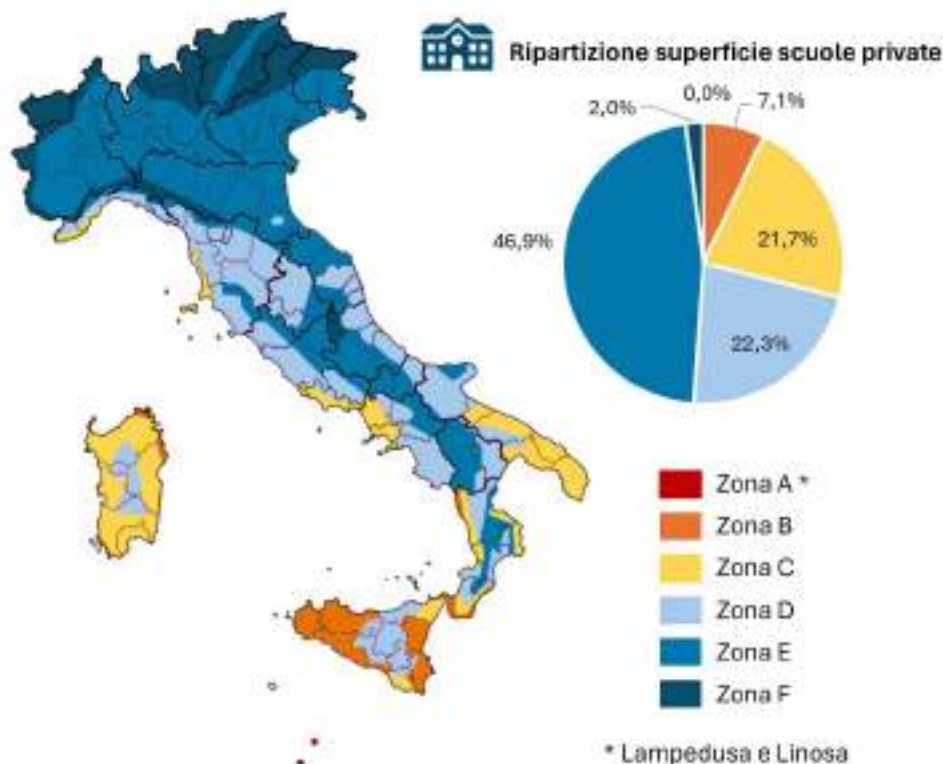 Ripartizione superficie scuole private
0,0%
2,0%
7,1%
46,9%
21,7%
22,3%
Zona A *
Zona B
Zona C
Zona D
Zona E
Zona F
* Lampedusa e Linosa